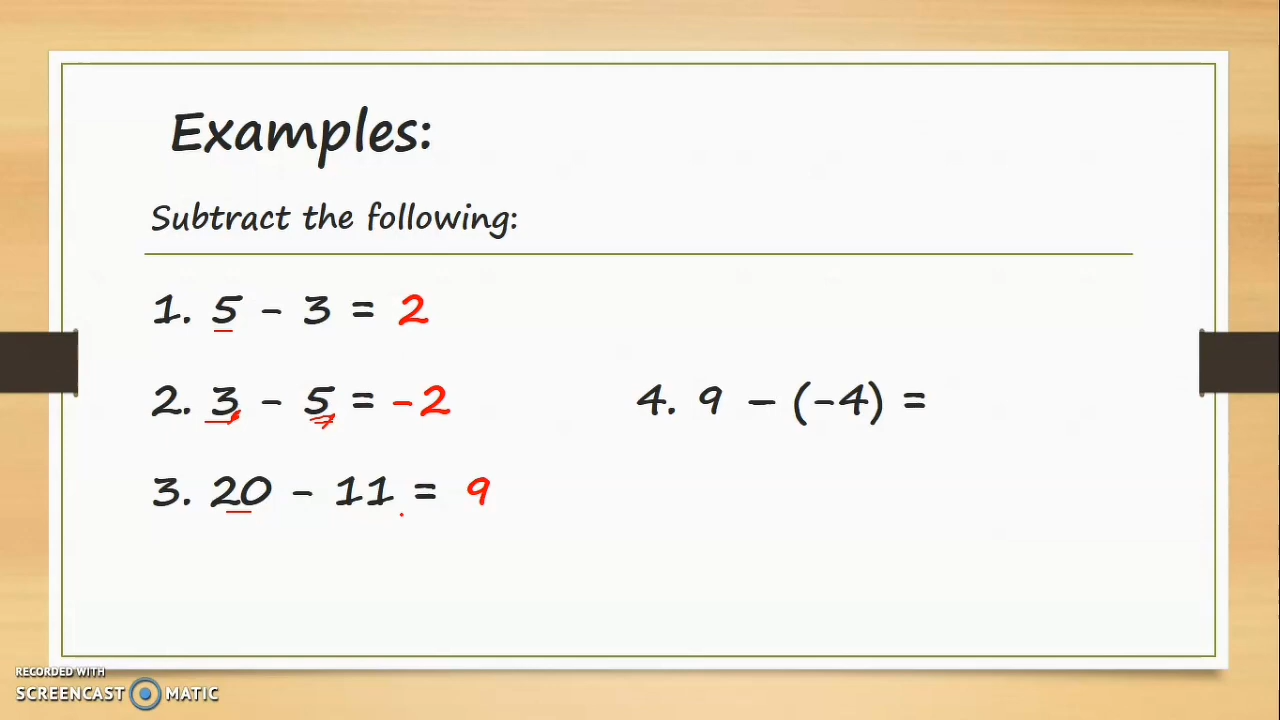 Examples:
Subtract the following:
1. 5 - 3 = 2
2. 3 - 5 = -2
3. 20 - 11 = 9
4. 9 – (-4) =
RECORDED WITH
SCREENCAST MATIC